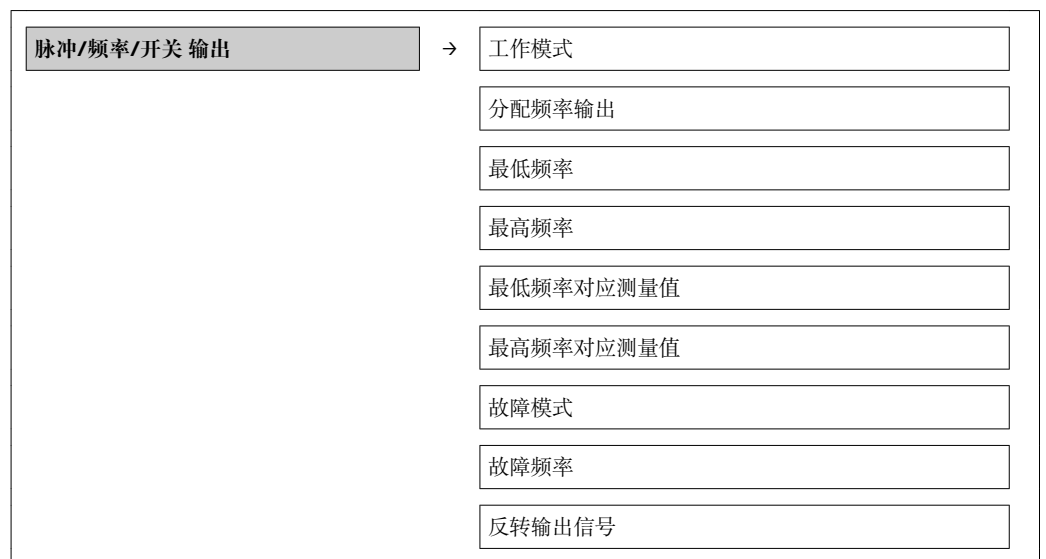 脉冲/频率/开关 输出 → 工作模式
分配频率输出
最低频率
最高频率
最低频率对应测量值
最高频率对应测量值
故障模式
故障频率
反转输出信号